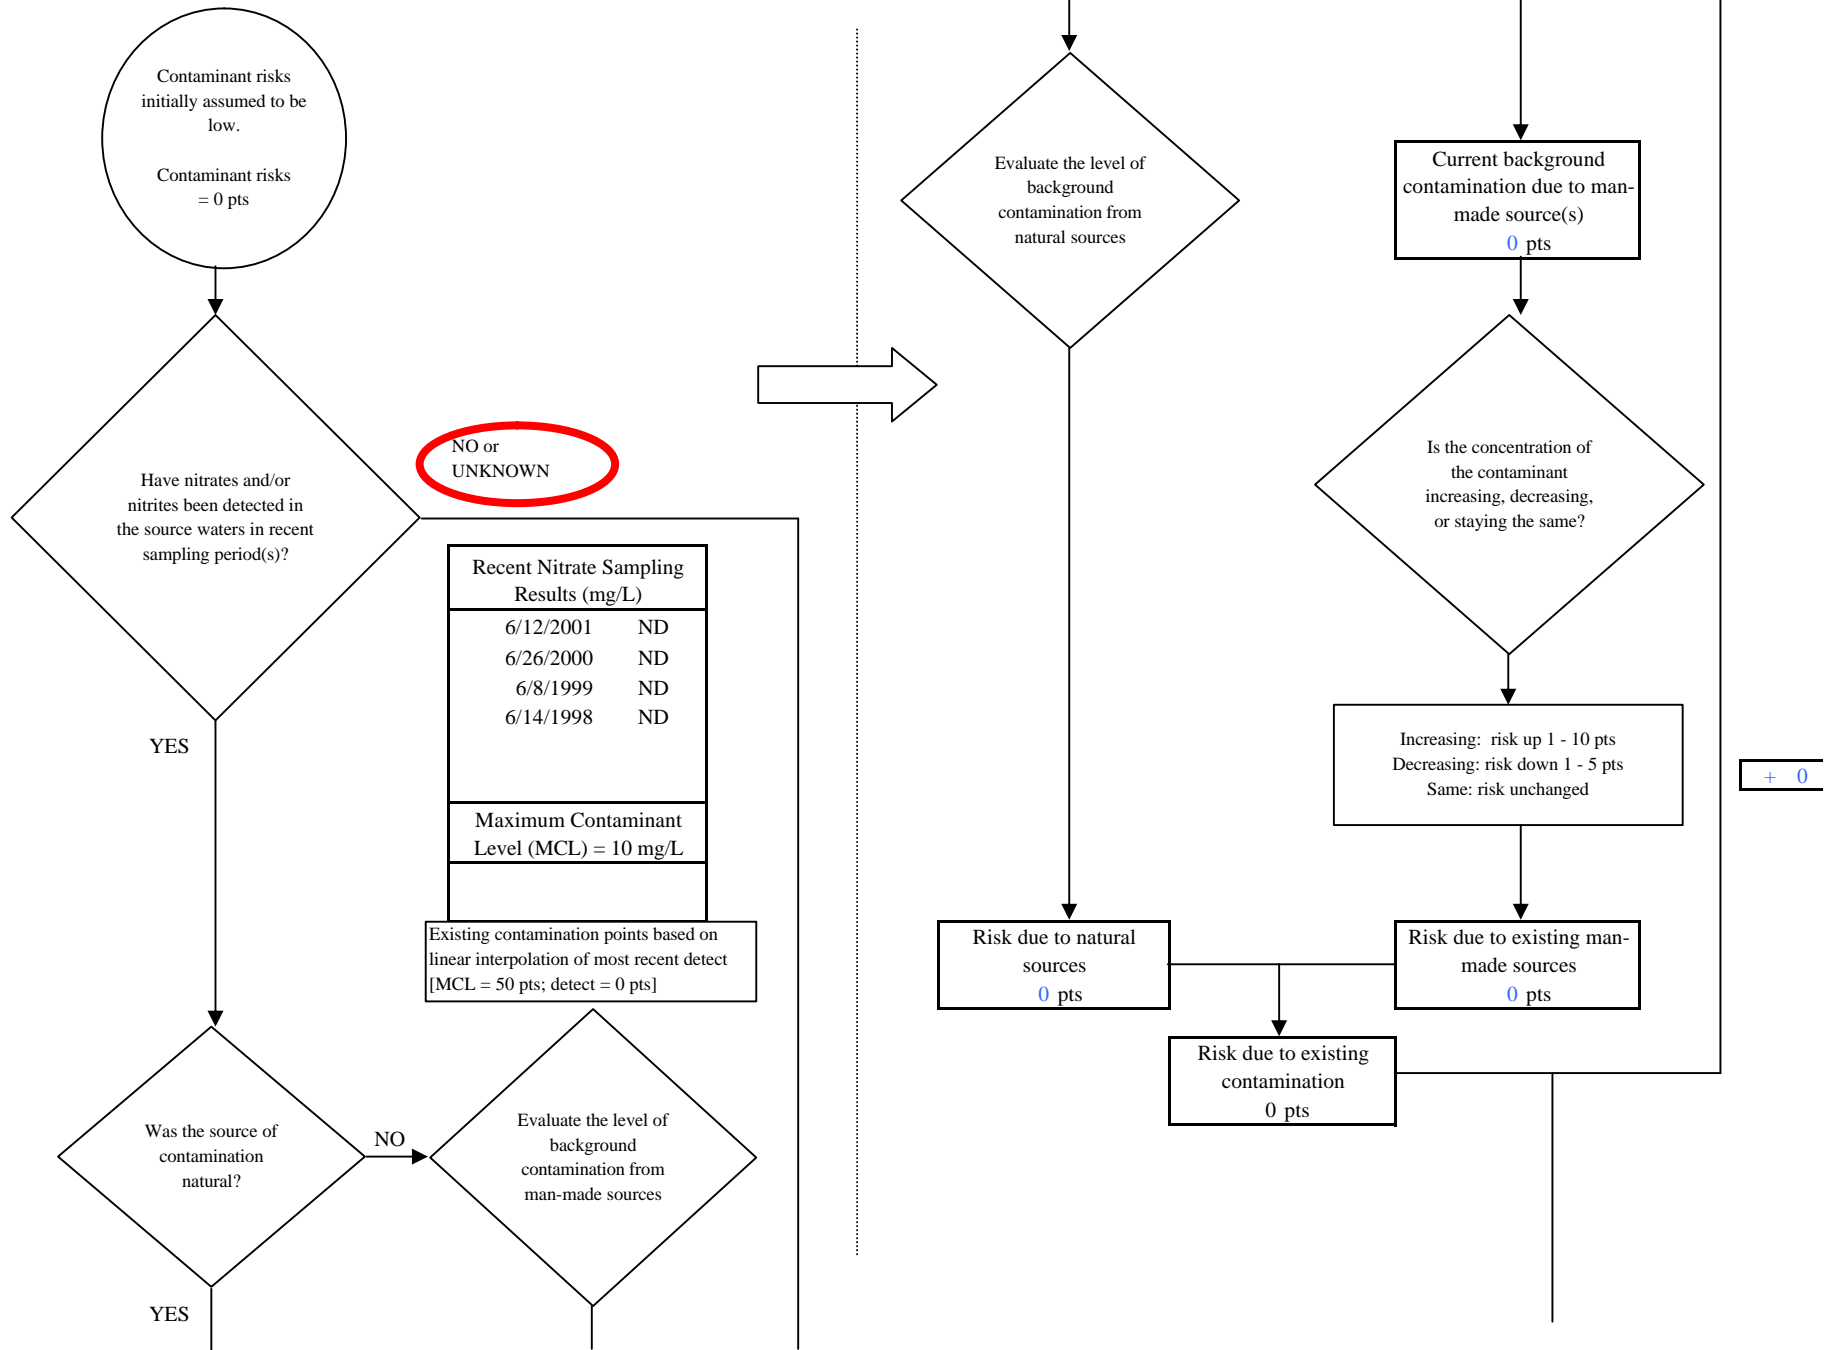 Contaminant risks
initially assumed to be
low.
Contaminant risks
= 0 pts
Have nitrates and/or
nitrites been detected in
the source waters in recent
sampling period(s)?
NO or
UNKNOWN
YES
Recent Nitrate Sampling
Results (mg/L)
6/12/2001 ND
6/26/2000 ND
6/8/1999 ND
6/14/1998 ND
Maximum Contaminant
Level (MCL) = 10 mg/L
Existing contamination points based on
linear interpolation of most recent detect
[MCL = 50 pts; detect = 0 pts]
Was the source of
contamination
natural?
NO
YES
Evaluate the level of
background
contamination from
man-made sources
Evaluate the level of
background
contamination from
natural sources
Current background
contamination due to man-
made source(s)
0 pts
Is the concentration of
the contaminant
increasing, decreasing,
or staying the same?
Increasing: risk up 1 - 10 pts
Decreasing: risk down 1 - 5 pts
Same: risk unchanged
+ 0
Risk due to natural
sources
0 pts
Risk due to existing man-
made sources
0 pts
Risk due to existing
contamination
0 pts